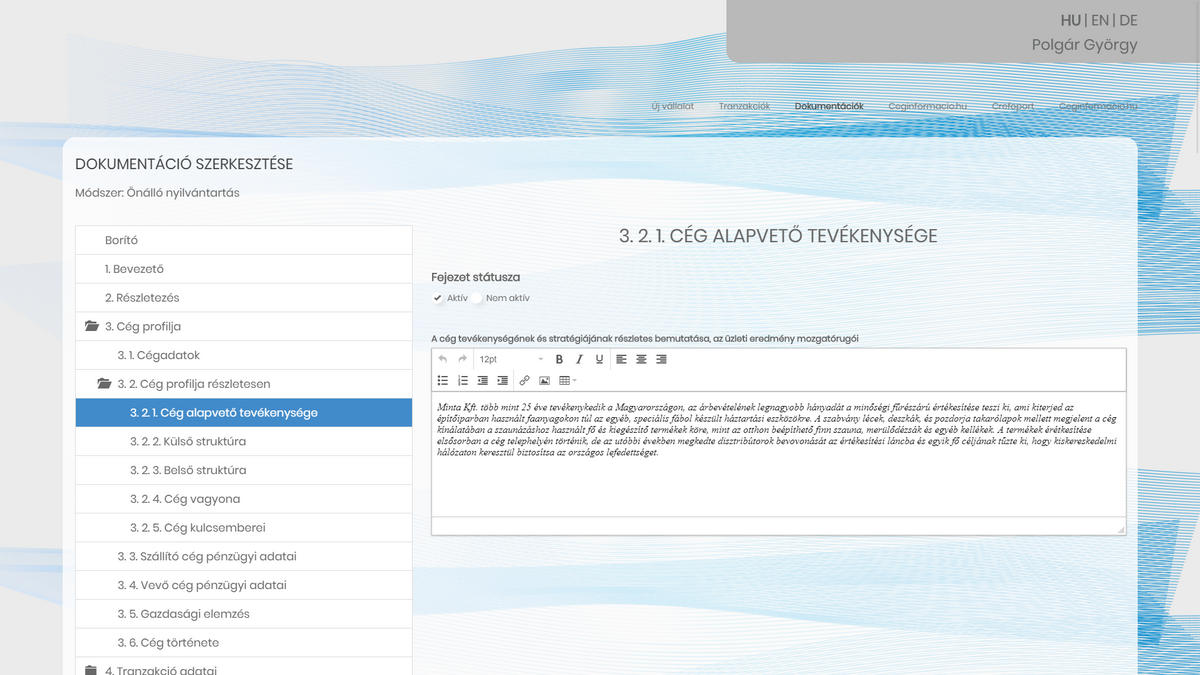 HU | EN | DE
Polgár György
Új vállalat Tranzakciók Dokumentációk Ceginformacio.hu Crefoport Ceginformacio.hu
DOKUMENTÁCIÓ SZERKESZTÉSE
Módszer: Önálló nyilvántartás
Borító
1. Bevezető
2. Részletezés
3. Cég profilja
3. 1. Cégadatok
3. 2. Cég profilja részletesen
3. 2. 1. Cég alapvető tevékenysége
3. 2. 2. Külső struktúra
3. 2. 3. Belső struktúra
3. 2. 4. Cég vagyona
3. 2. 5. Cég kulcsemberei
3. 3. Szállító cég pénzügyi adatai
3. 4. Vevő cég pénzügyi adatai
3. 5. Gazdasági elemzés
3. 6. Cég története
4. Tranzakció adatai
3. 2. 1. CÉG ALAPVETŐ TEVÉKENYSÉGE
Fejezet státusza
Aktív Nem aktív
A cég tevékenységének és stratégiájának részletes bemutatása, az üzleti eredmény mozgatórugói
12pt B I U
Minta Kft. több mint 25 éve tevékenykedik a Magyarországon, az árbevételének legnagyobb hányadát a minőségi fűrészárú értékesítése teszi ki, ami kiterjed az
építőiparban használt faanyagokon túl az egyéb, speciális fából készült háztartási eszközökre. A szabvány lécek, deszkák, és pozdorja takarólapok mellett megjelent a cég
kínálatában a szaunázáshoz használt fő és kiegészítő termékek köre, mint az otthon beépíthető finn szauna, merülődézsák és egyéb kellékek. A termékek érétkesítése
elsősorban a cég telephelyén történik, de az utóbbi években megkedte disztribútorok bevovonását az értékesítési láncba és egyik fő céljának tűzte ki, hogy kiskereskedelmi
hálózaton keresztül biztosítsa az országos lefedettséget.